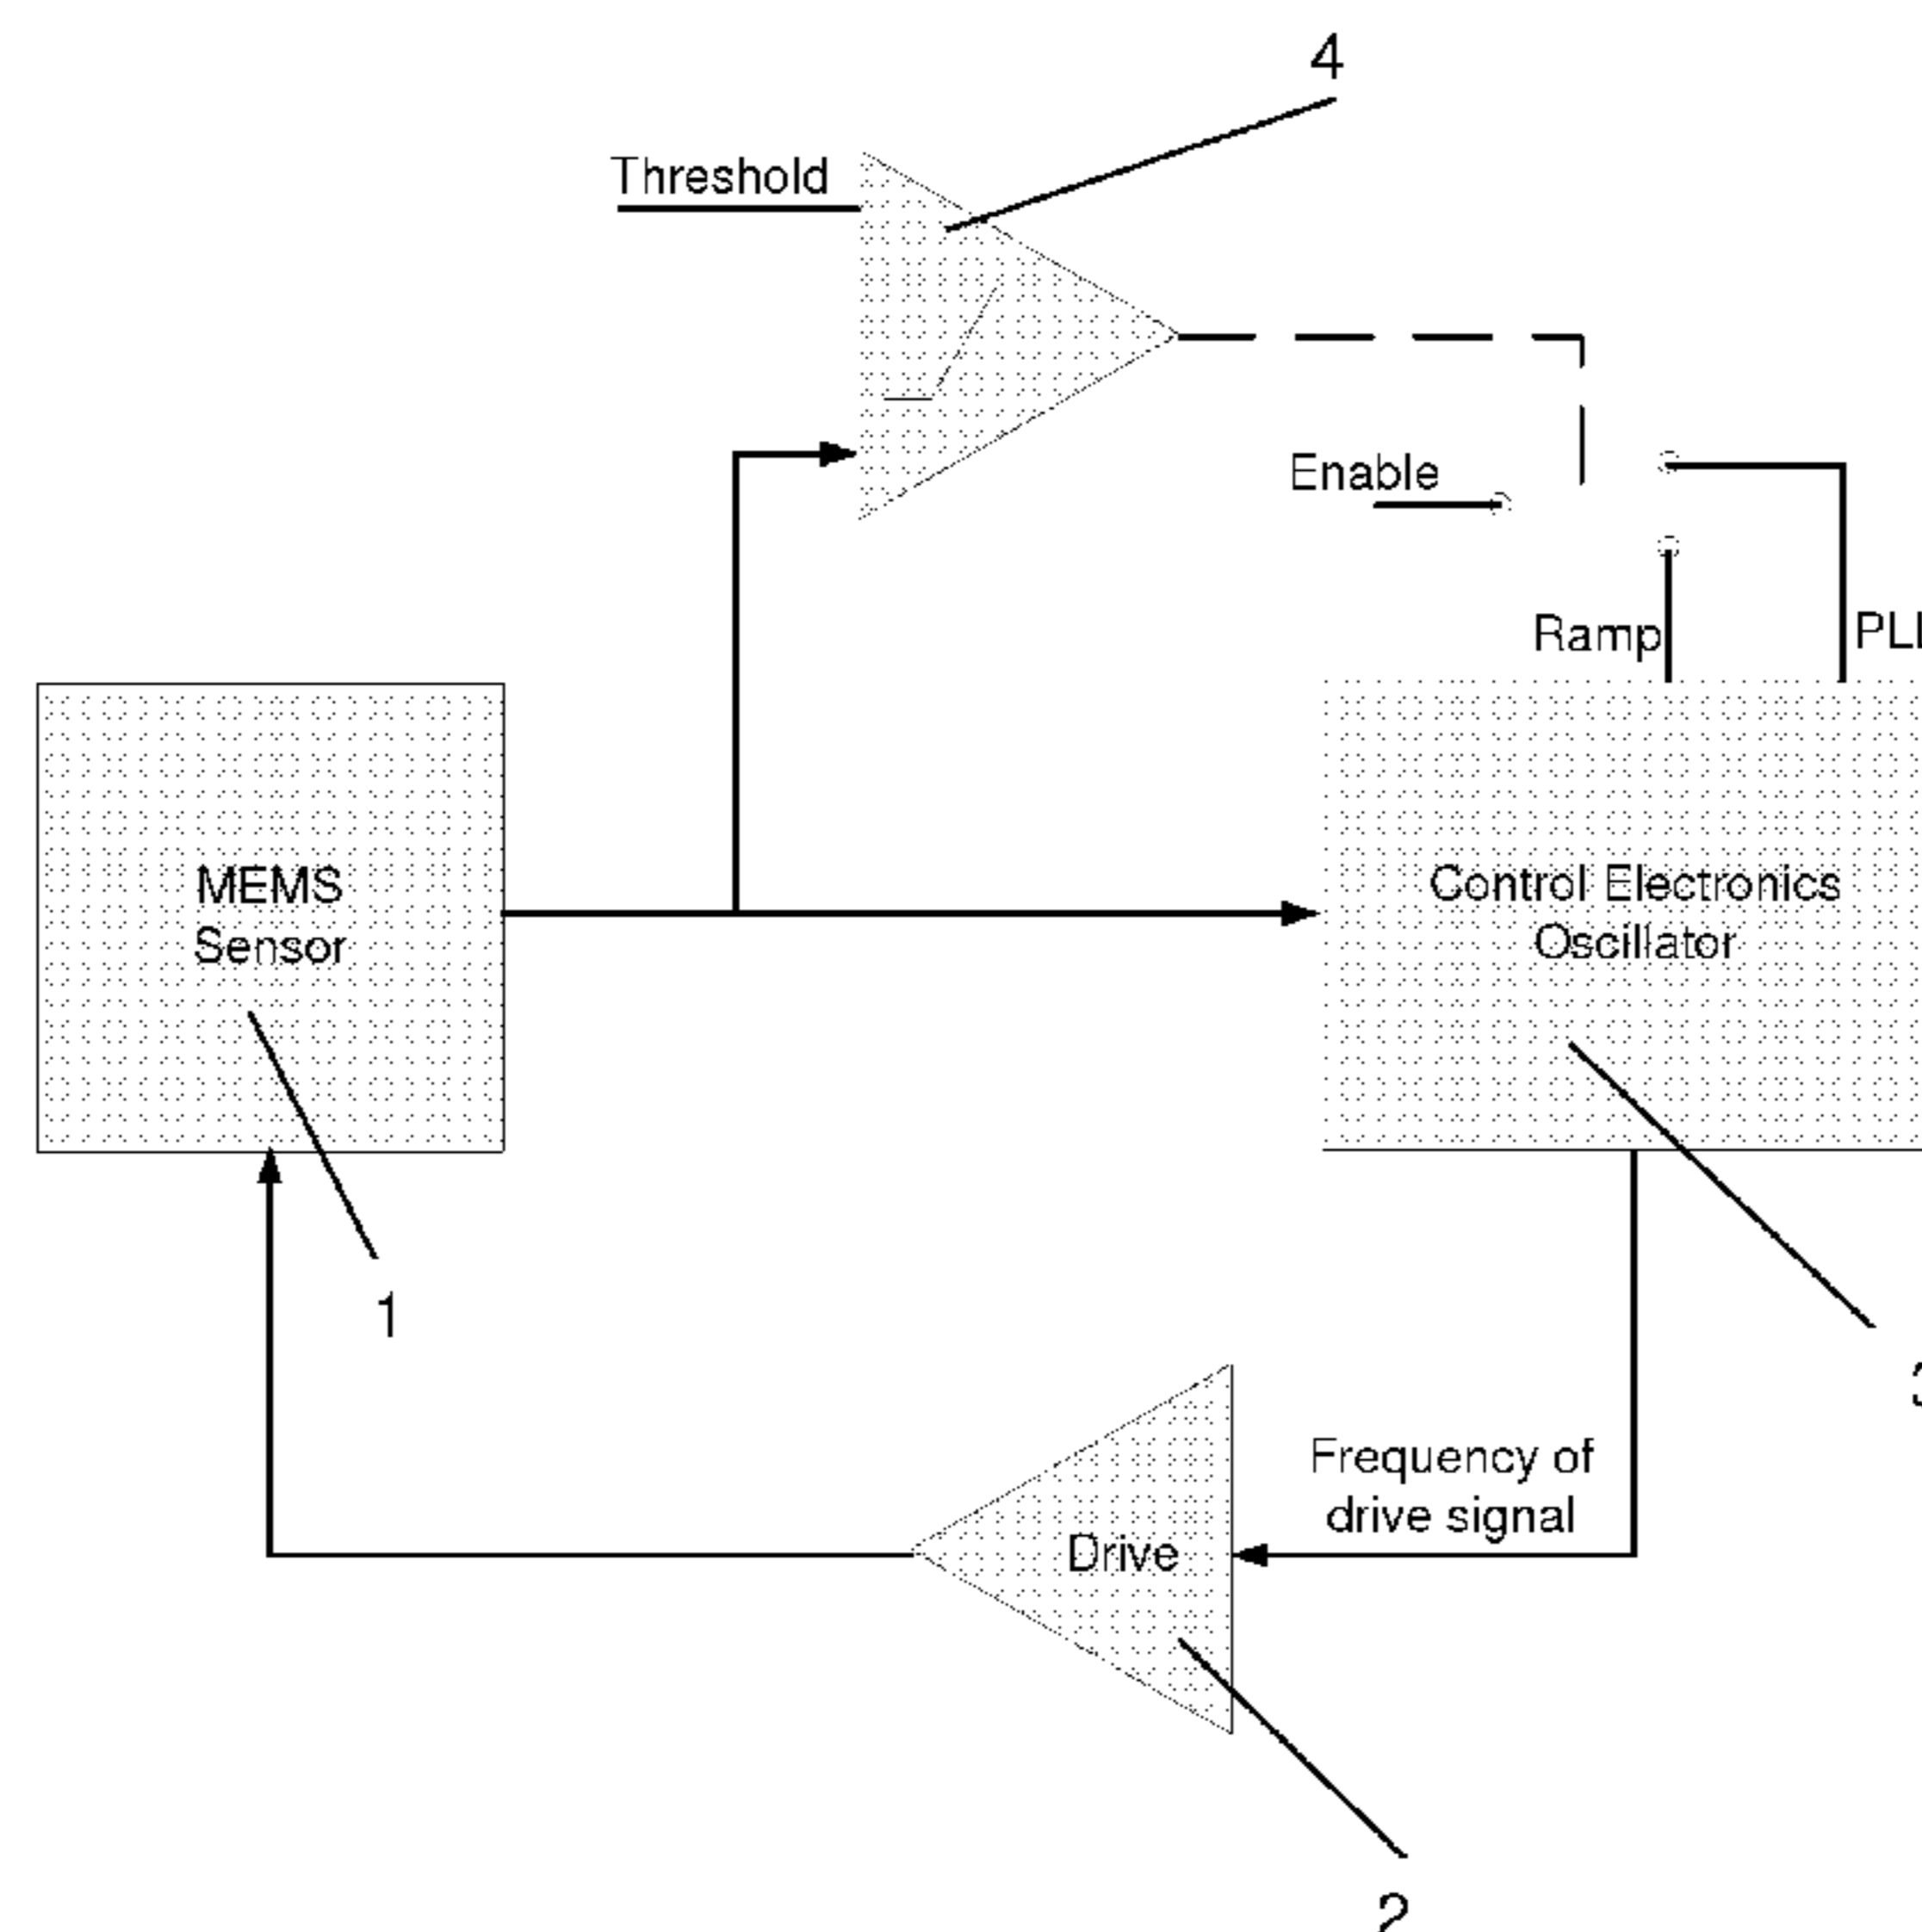 4
Threshold
Enable
Ramp
MEMS
Sensor
Control Electronics
Oscillator
1
Frequency of
drive signal
Drive
2